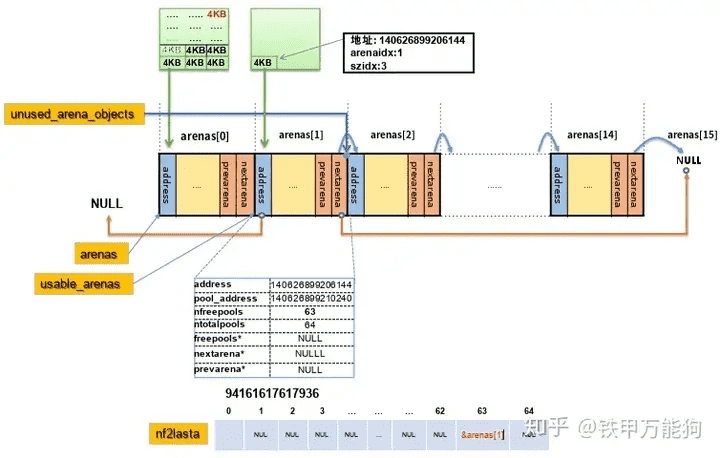 .... ..... 4KB
... ... ....
.... ... ....
4KB 4KB 4KB
4KB 4KB 4KB
4KB
地址: 140626899206144
arenaidx:1
szidx:3
unused_arena_objects
arenas[0]
arenas[1]
arenas[2]
arenas[14]
arenas[15]
address
....
prevarena
nextarena
address
....
prevarena
nextarena
address
....
prevarena
nextarena
......
address
....
prevarena
nextarena
NULL
NULL
arenas
usable_arenas
address 140626899206144
pool_address 140626899210240
nfreepools 63
ntotalpools 64
freepools* NULL
nextarena* NULLL
prevarena* NULL
94161617617936
0 1 2 3 ... ... ... 62 63 64
nf2lasta NUL NUL NUL NUL ... NUL NUL &arenas[1] NUL
知乎 @铁甲万能狗